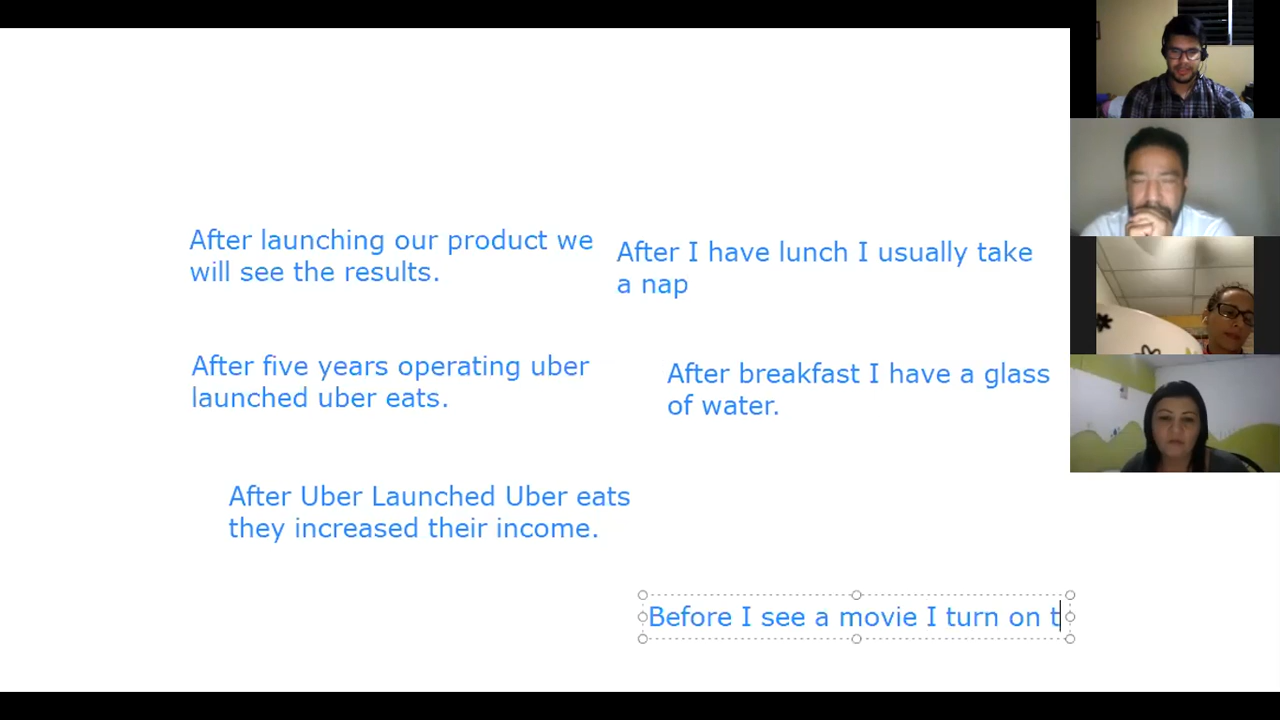 After launching our product we
will see the results.
After I have lunch I usually take
a nap
After five years operating uber
launched uber eats.
After breakfast I have a glass
of water.
After Uber Launched Uber eats
they increased their income.
Before I see a movie I turn on t